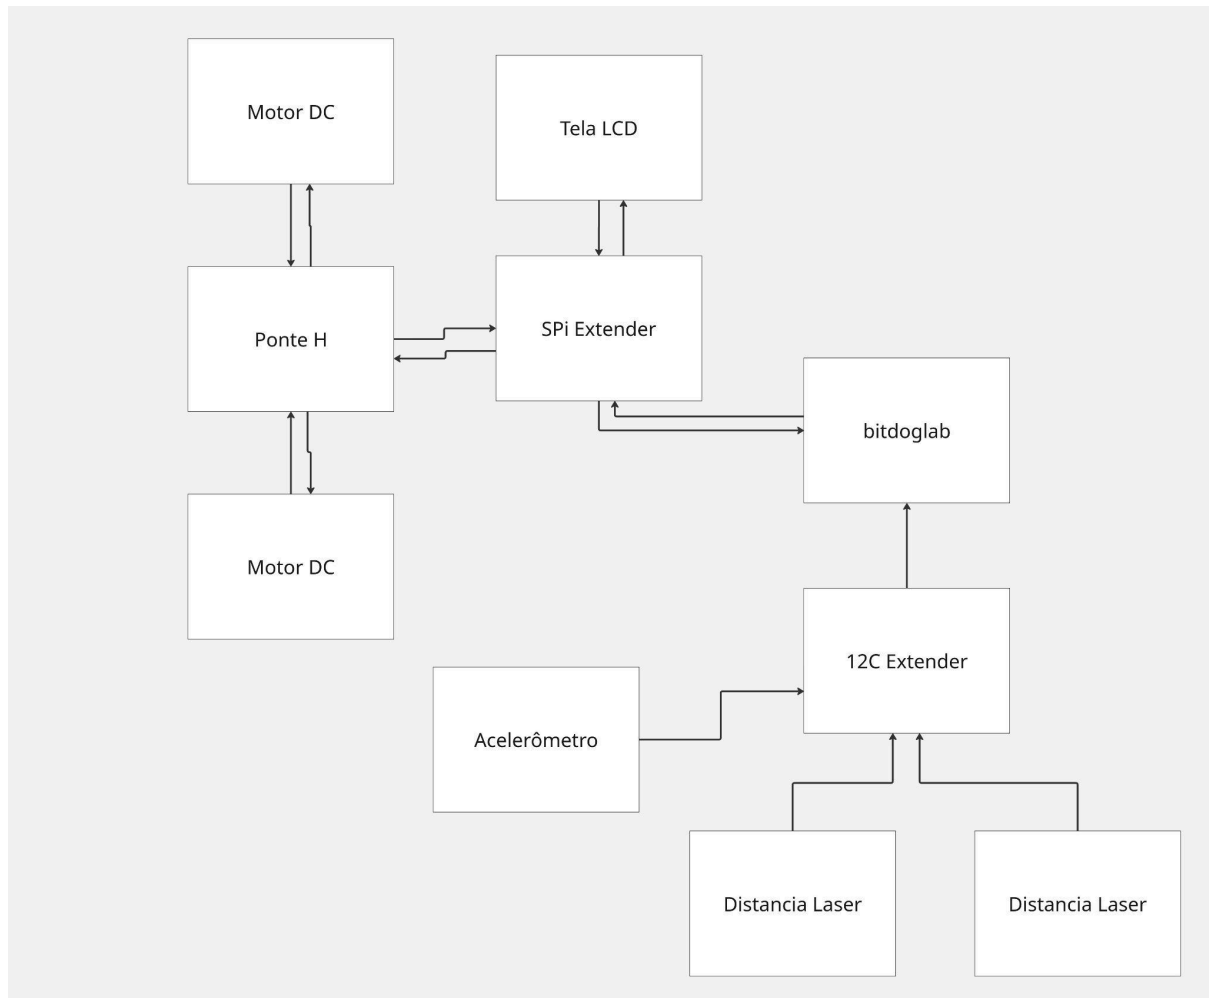 Motor DC
Tela LCD
Ponte H
SPi Extender
bitdoglab
Motor DC
12C Extender
Acelerômetro
Distancia Laser
Distancia Laser